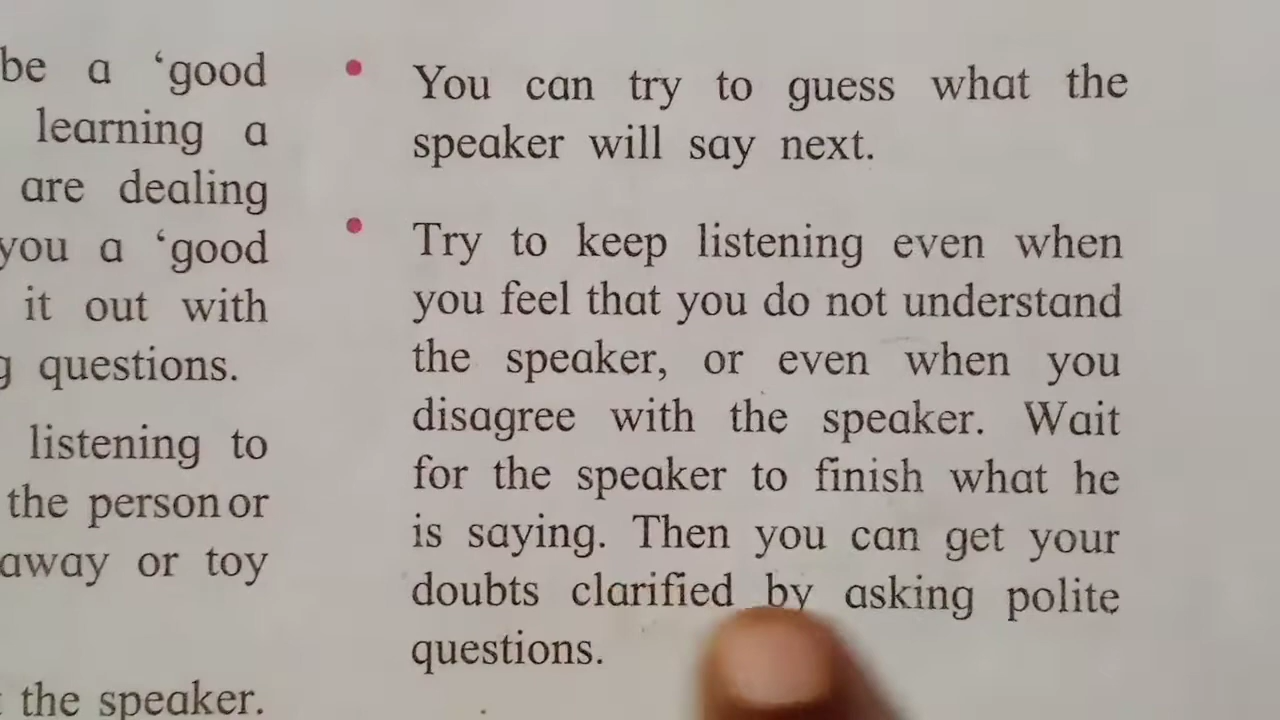 be a ‘good
learning a
are dealing
you a ‘good
it out with
questions.
listening to
the person or
away or toy
the speaker.
• You can try to guess what the
speaker will say next.
• Try to keep listening even when
you feel that you do not understand
the speaker, or even when you
disagree with the speaker. Wait
for the speaker to finish what he
is saying. Then you can get your
doubts clarified by asking polite
questions.